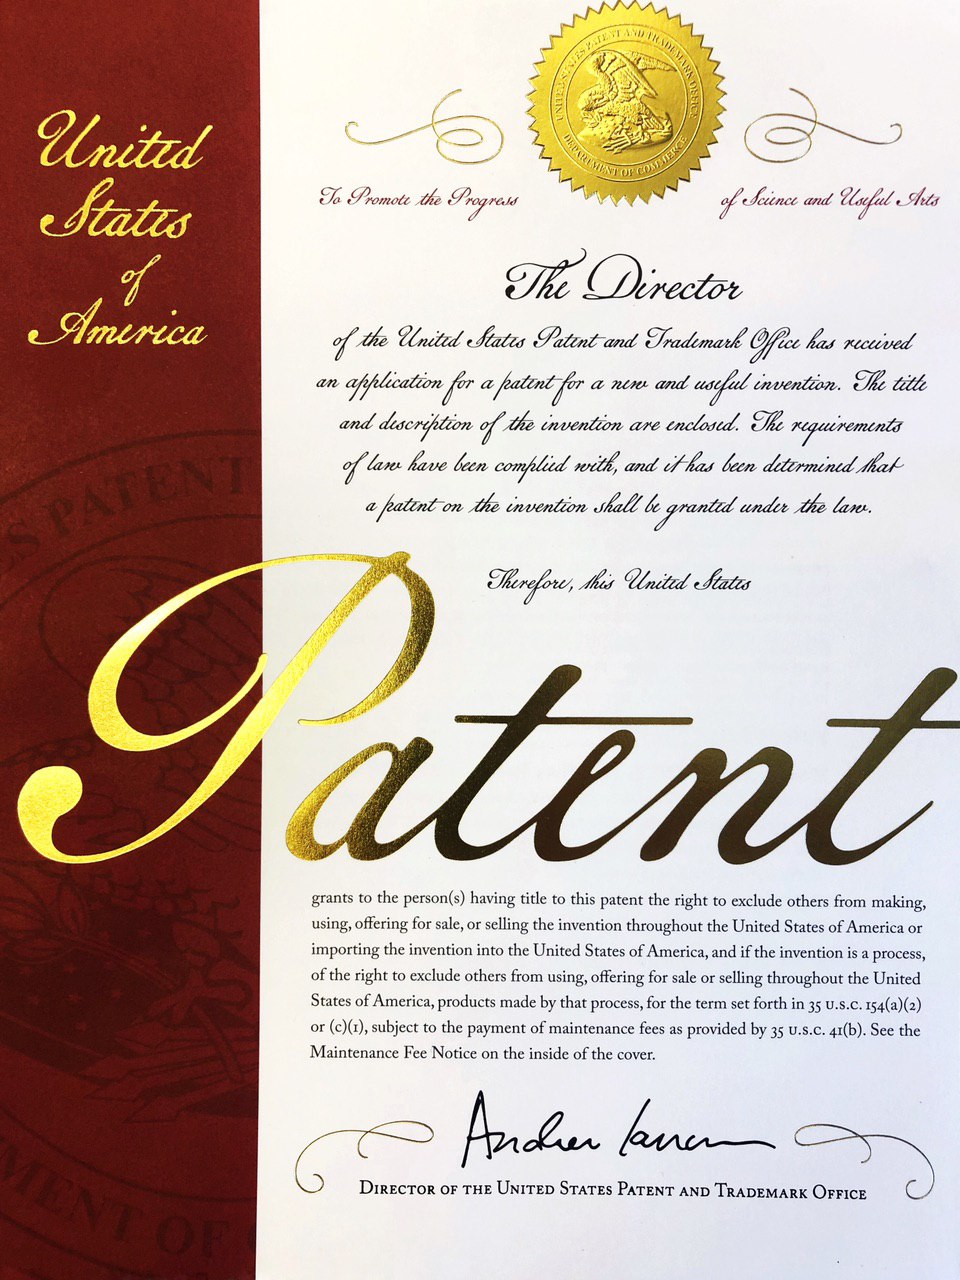 United
States
of
America
UNITED STATES PATENT AND TRADEMARK OFFICE
DEPARTMENT OF COMMERCE
To Promote the Progress
of Science and Useful Arts
The Director
of the United States Patent and Trademark Office has received
an application for a patent for a new and useful invention. The title
and description of the invention are enclosed. The requirements
of law have been complied with, and it has been determined that
a patent on the invention shall be granted under the law.
Therefore, this United States
S PATENT
Patent
grants to the person(s) having title to this patent the right to exclude others from making,
using, offering for sale, or selling the invention throughout the United States of America or
importing the invention into the United States of America, and if the invention is a process,
of the right to exclude others from using, offering for sale or selling throughout the United
States of America, products made by that process, for the term set forth in 35 U.S.C. 154(a)(2)
or (c)(1), subject to the payment of maintenance fees as provided by 35 U.S.C. 41(b). See the
Maintenance Fee Notice on the inside of the cover.
Andrei Iancu
DIRECTOR OF THE UNITED STATES PATENT AND TRADEMARK OFFICE
MENT OF